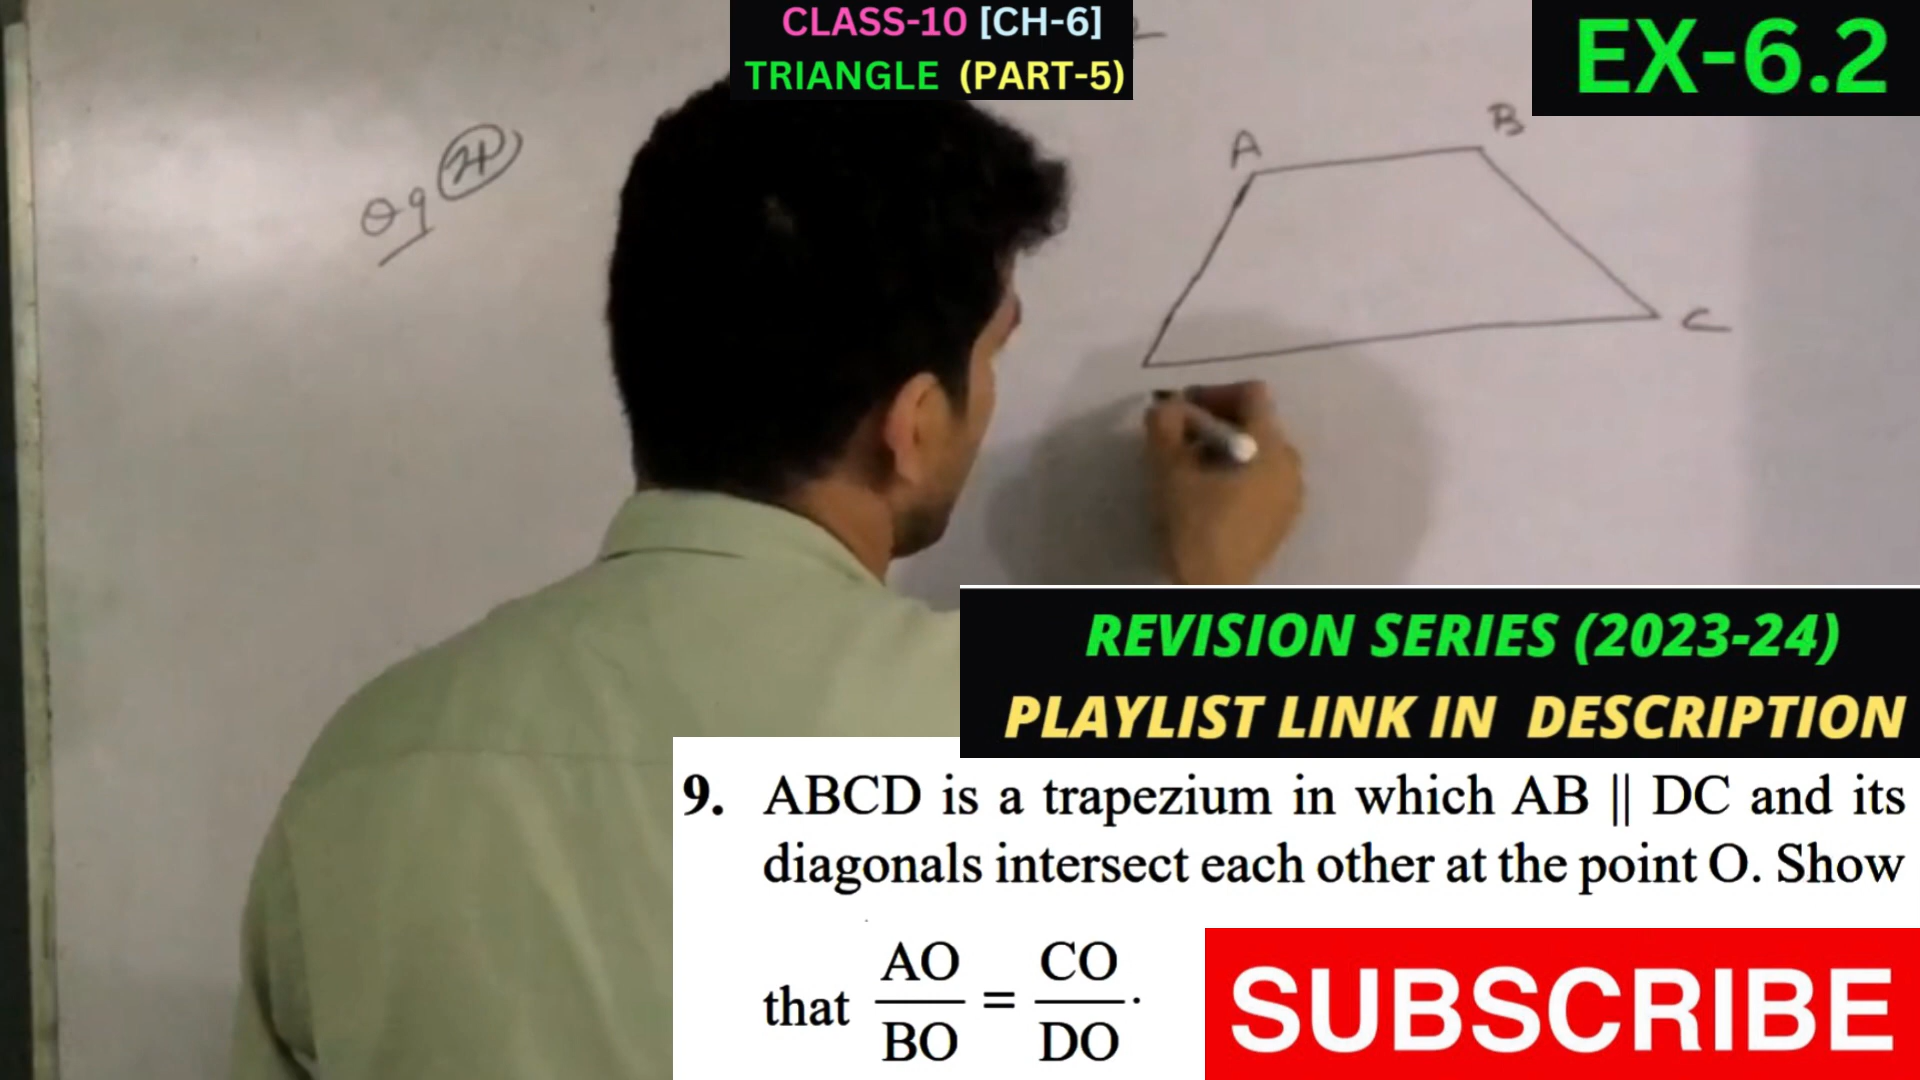 CLASS-10 [CH-6]
TRIANGLE (PART-5)
EX-6.2
A
B
C
REVISION SERIES (2023-24)
PLAYLIST LINK IN DESCRIPTION
9. ABCD is a trapezium in which AB || DC and its
diagonals intersect each other at the point O. Show
that AO/BO = CO/DO.
SUBSCRIBE